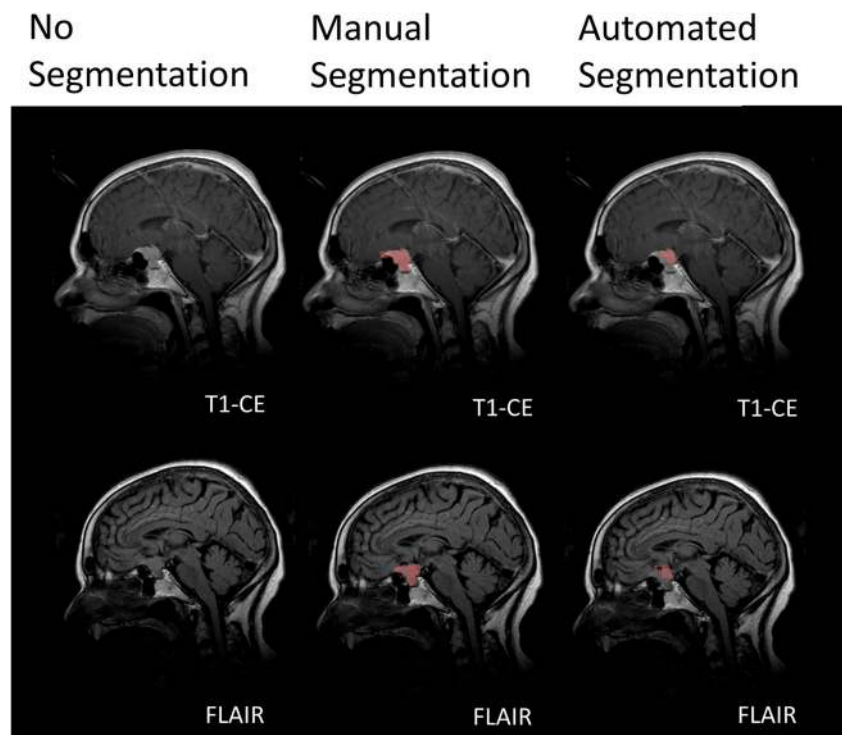 No Segmentation
Manual Segmentation
Automated Segmentation
T1-CE
T1-CE
T1-CE
FLAIR
FLAIR
FLAIR